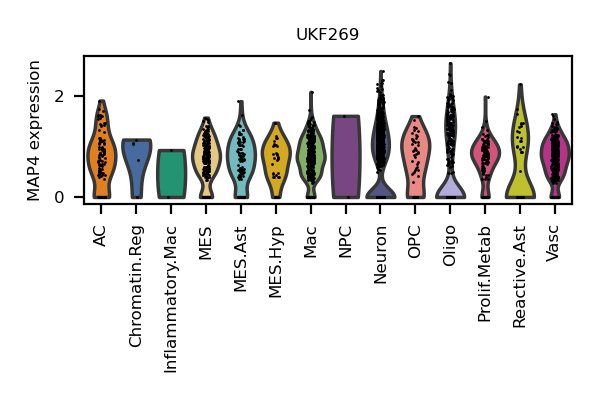 UKF269
MAP4 expression
2
0
AC
Chromatin.Reg
Inflammatory.Mac
MES
MES.Ast
MES.Hyp
Mac
NPC
Neuron
OPC
Oligo
Prolif.Metab
Reactive.Ast
Vasc